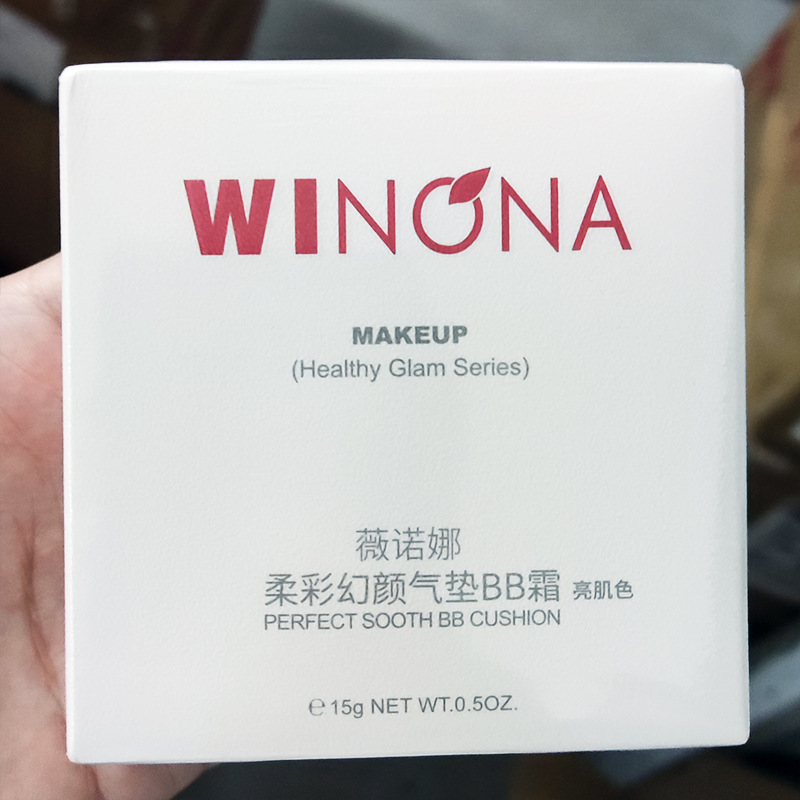 WINONA
MAKEUP
(Healthy Glam Series)
薇诺娜
柔彩幻颜气垫BB霜 亮肌色
PERFECT SOOTH BB CUSHION
℮ 15g NET WT.0.5OZ.